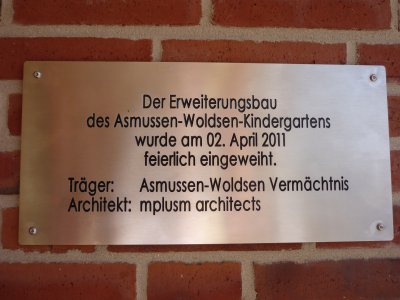 Der Erweiterungsbau
des Asmussen-Woldsen-Kindergartens
wurde am 02. April 2011
feierlich eingeweiht.
Träger: Asmussen-Woldsen Vermächtnis
Architekt: mplusm architects